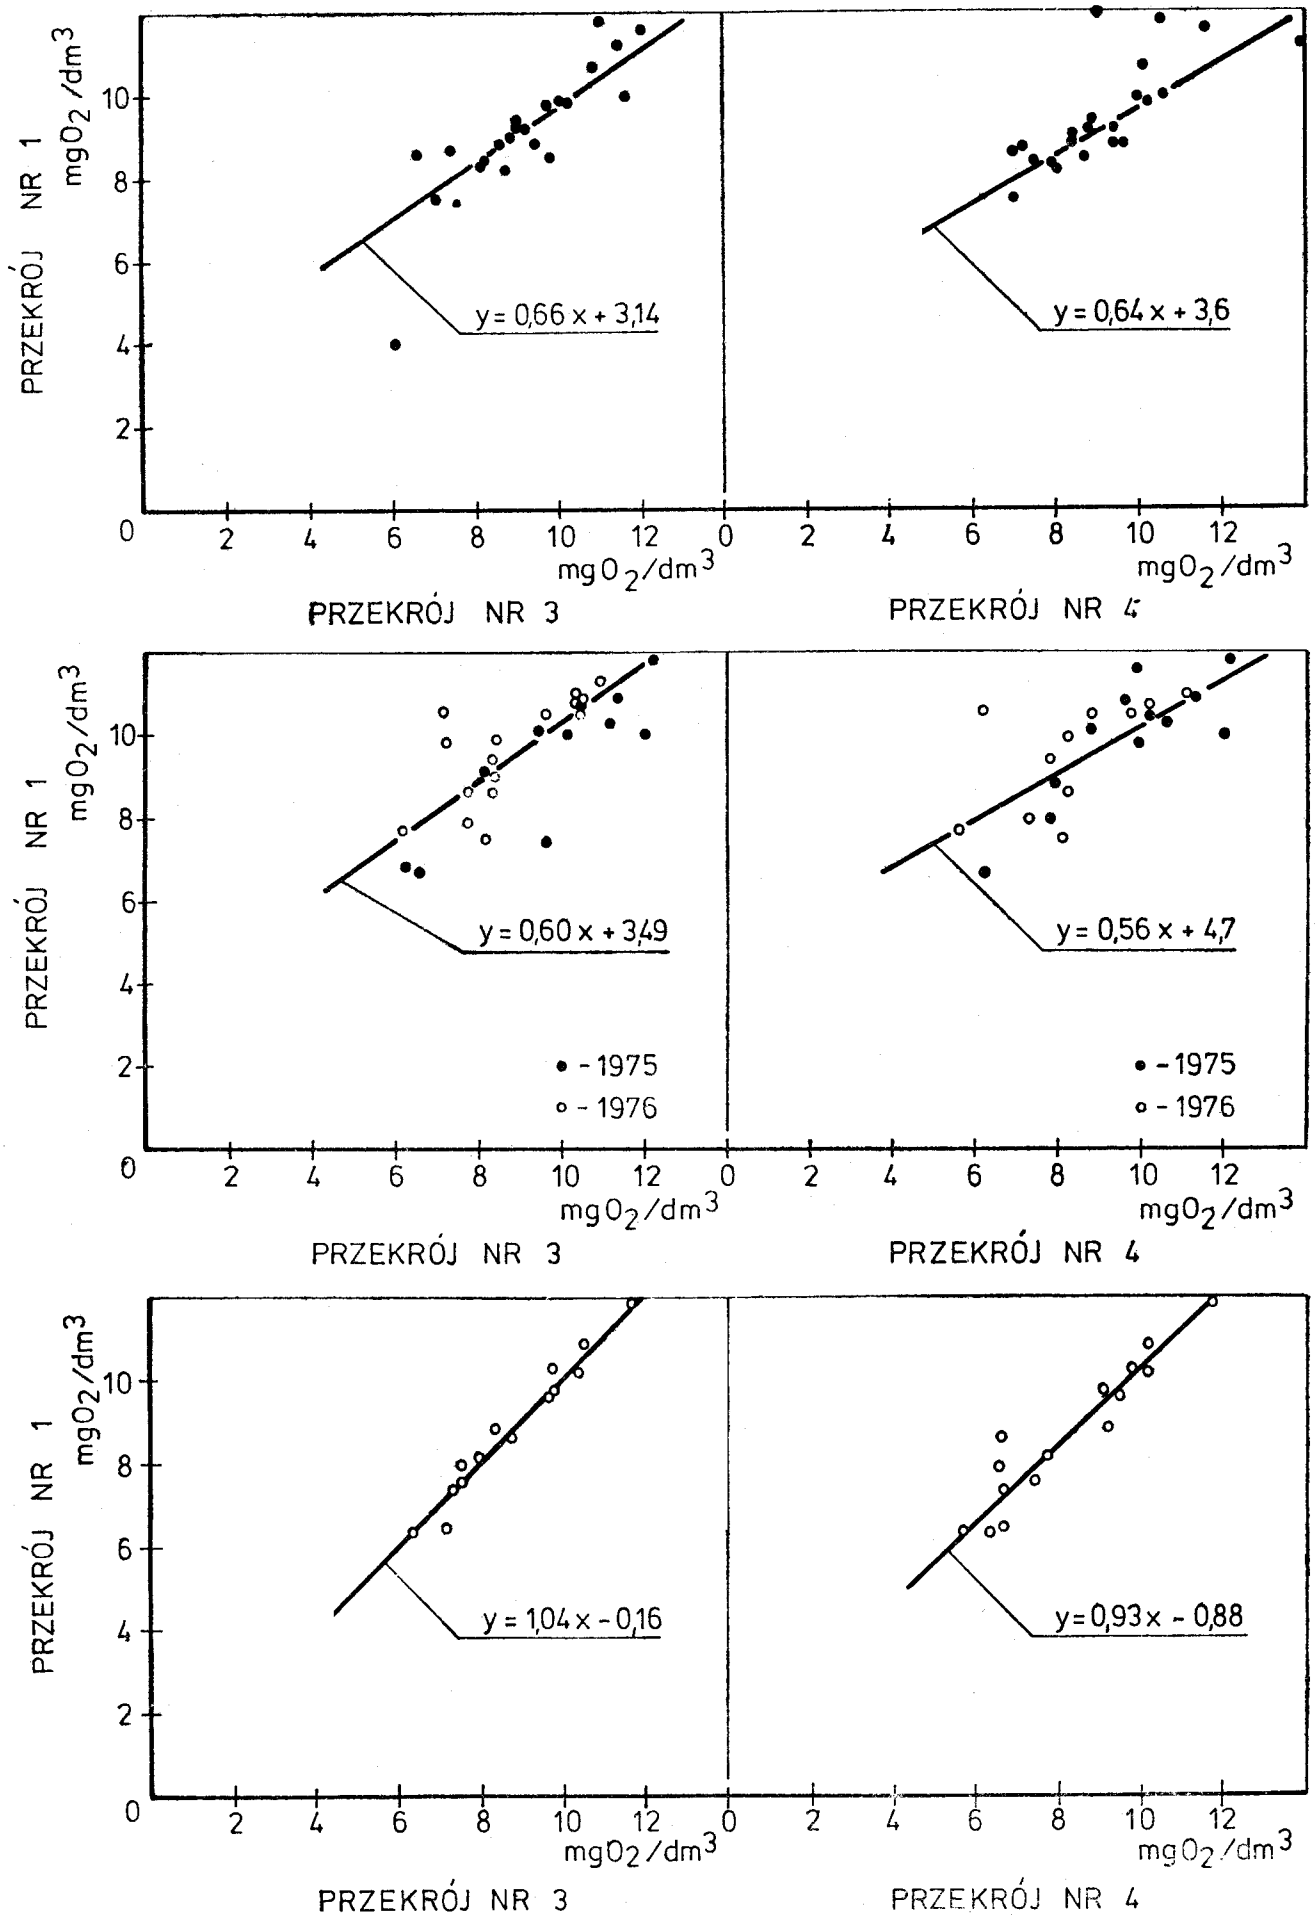 PRZEKRÓJ NR 1
mgO₂/dm³
10
8
6
4
2
0
y = 0,66 x + 3,14
y = 0,64 x + 3,6
2 4 6 8 10 12 0 2 4 6 8 10 12
mgO₂/dm³ mgO₂/dm³
PRZEKRÓJ NR 3 PRZEKRÓJ NR 4
PRZEKRÓJ NR 1
mgO₂/dm³
10
8
6
4
2
0
y = 0,60 x + 3,49
y = 0,56 x + 4,7
● - 1975
○ - 1976
● - 1975
○ - 1976
2 4 6 8 10 12 0 2 4 6 8 10 12
mgO₂/dm³ mgO₂/dm³
PRZEKRÓJ NR 3 PRZEKRÓJ NR 4
PRZEKRÓJ NR 1
mgO₂/dm³
10
8
6
4
2
0
y = 1,04 x - 0,16
y = 0,93 x - 0,88
2 4 6 8 10 12 0 2 4 6 8 10 12
mgO₂/dm³ mgO₂/dm³
PRZEKRÓJ NR 3 PRZEKRÓJ NR 4